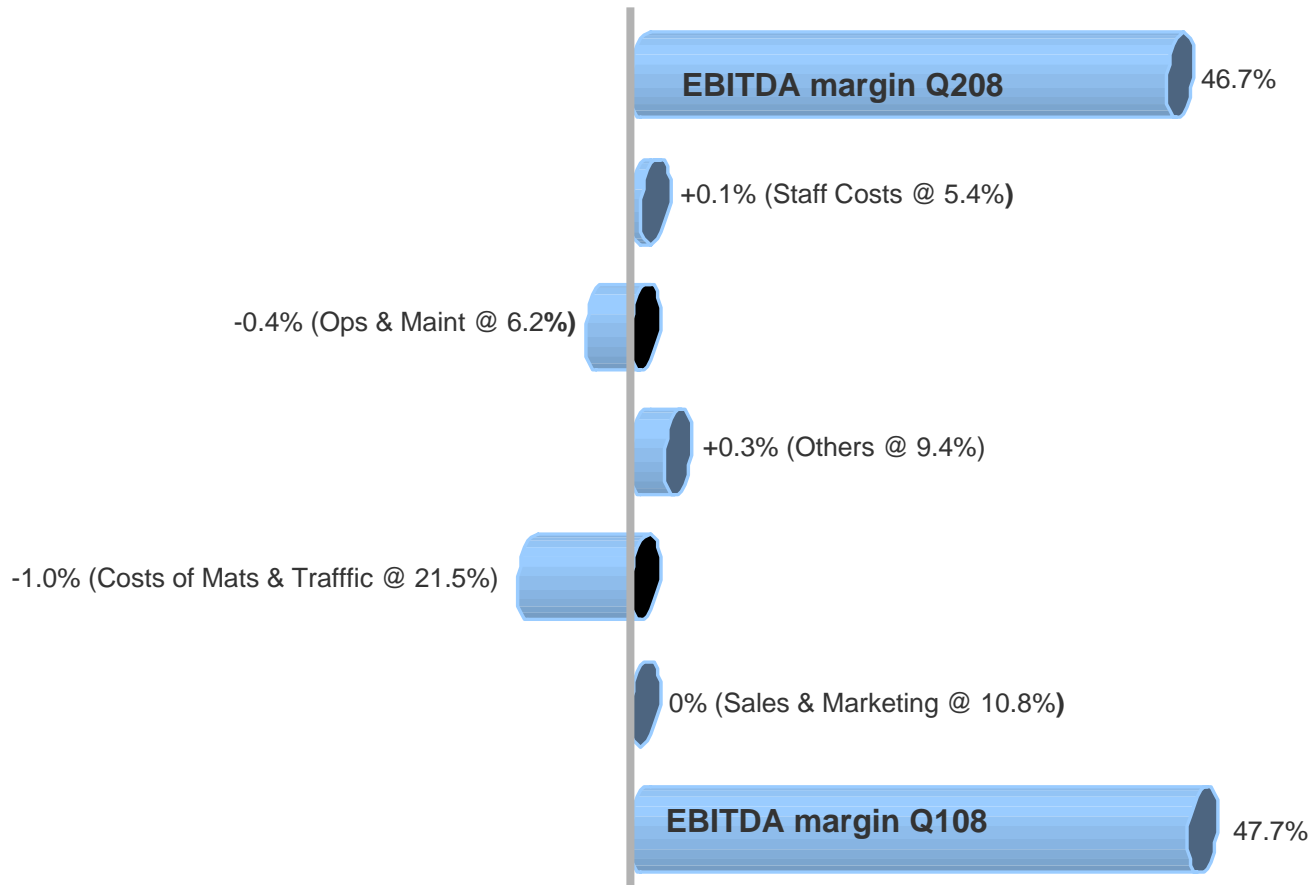 EBITDA margin Q208
46.7%
+0.1% (Staff Costs @ 5.4%)
-0.4% (Ops & Maint @ 6.2%)
+0.3% (Others @ 9.4%)
-1.0% (Costs of Mats & Trafffic @ 21.5%)
0% (Sales & Marketing @ 10.8%)
EBITDA margin Q108
47.7%